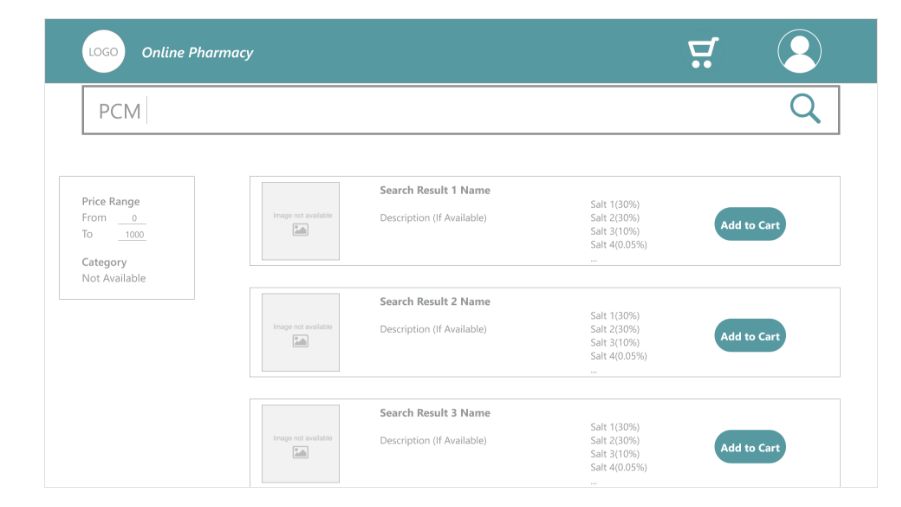 LOGO
Online Pharmacy
PCM
Price Range
From 0
To 1000
Category
Not Available
Image not available
Search Result 1 Name
Description (If Available)
Salt 1(30%)
Salt 2(30%)
Salt 3(10%)
Salt 4(0.05%)
...
Add to Cart
Image not available
Search Result 2 Name
Description (If Available)
Salt 1(30%)
Salt 2(30%)
Salt 3(10%)
Salt 4(0.05%)
...
Add to Cart
Image not available
Search Result 3 Name
Description (If Available)
Salt 1(30%)
Salt 2(30%)
Salt 3(10%)
Salt 4(0.05%)
...
Add to Cart